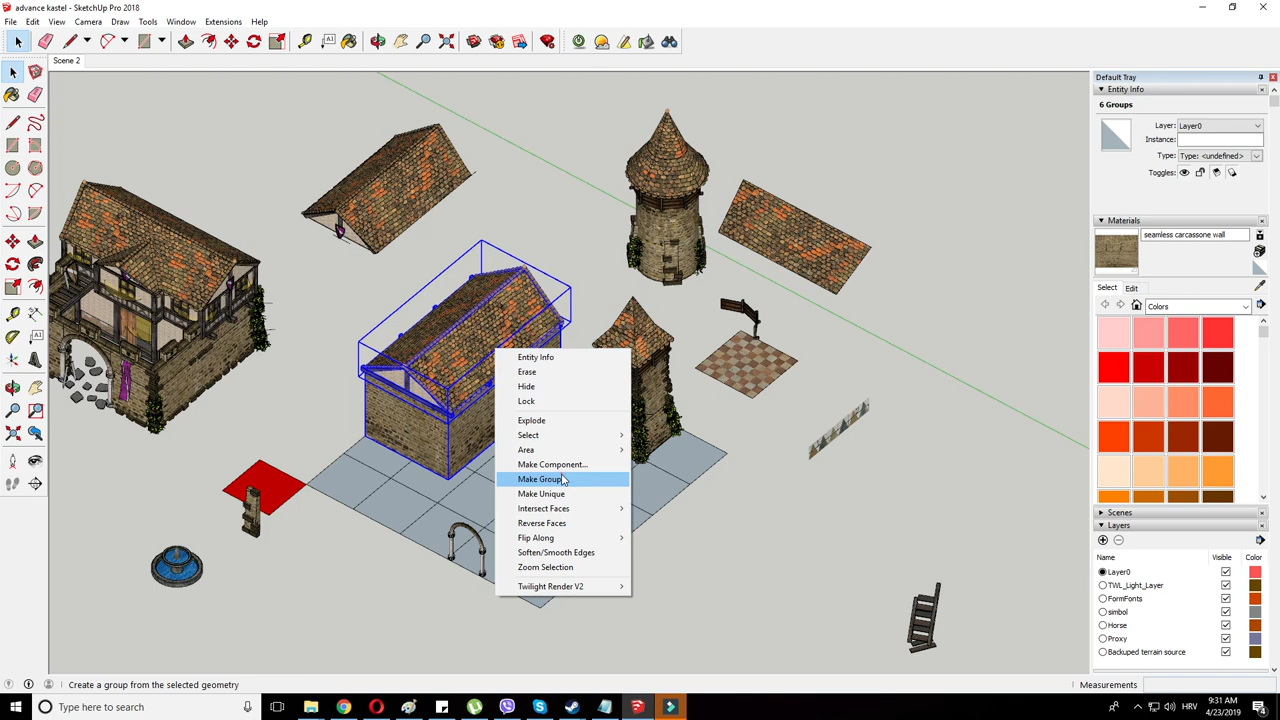 advance kastel - SketchUp Pro 2018
File Edit View Camera Draw Tools Window Extensions Help
Scene 2
Default Tray
Entity Info
6 Groups
Layer: Layer0
Instance:
Type: Type: <undefined>
Toggles:
Materials
seamless carcassone wall
Select Edit
Colors
Scenes
Layers
Name Visible Color
Layer0
TWL_Light_Layer
FormFonts
simbol
Horse
Proxy
Backuped terrain source
Entity Info
Erase
Hide
Lock
Explode
Select
Area
Make Component...
Make Group
Make Unique
Intersect Faces
Reverse Faces
Flip Along
Soften/Smooth Edges
Zoom Selection
Twilight Render V2
Create a group from the selected geometry
Measurements
Type here to search
HRV
9:31 AM
4/23/2019